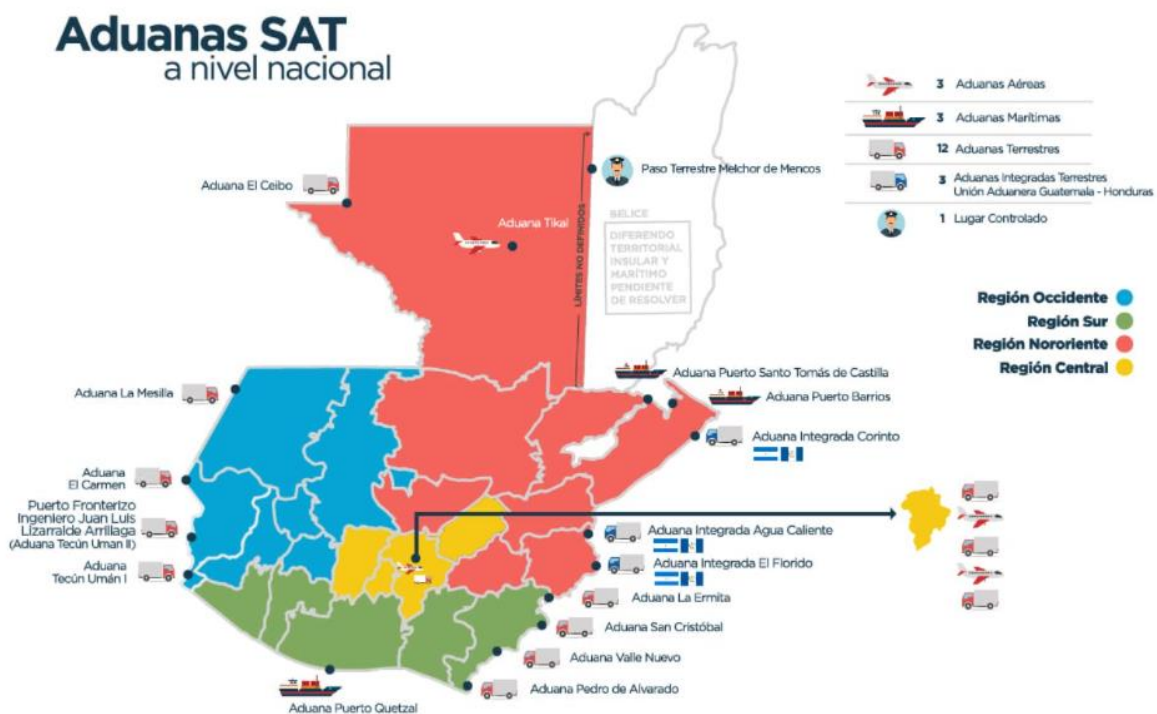 Aduanas SAT
a nivel nacional
3 Aduanas Aéreas
3 Aduanas Marítimas
12 Aduanas Terrestres
3 Aduanas Integradas Terrestres
Unión Aduanera Guatemala - Honduras
1 Lugar Controlado
Región Occidente
Región Sur
Región Nororiente
Región Central
Paso Terrestre Melchor de Mencos
Aduana El Ceibo
Aduana Tikal
LÍMITES NO DEFINIDOS
BELICE
DIFERENDO
TERRITORIAL
INSULAR Y
MARÍTIMO
PENDIENTE
DE RESOLVER
Aduana Puerto Santo Tomás de Castilla
Aduana Puerto Barrios
Aduana La Mesilla
Aduana Integrada Corinto
Aduana
El Carmen
Puerto Fronterizo
Ingeniero Juan Luis
Lizarralde Arrillaga
(Aduana Tecún Uman II)
Aduana
Tecún Umán I
Aduana Integrada Agua Caliente
Aduana Integrada El Florido
Aduana La Ermita
Aduana San Cristóbal
Aduana Valle Nuevo
Aduana Pedro de Alvarado
Aduana Puerto Quetzal